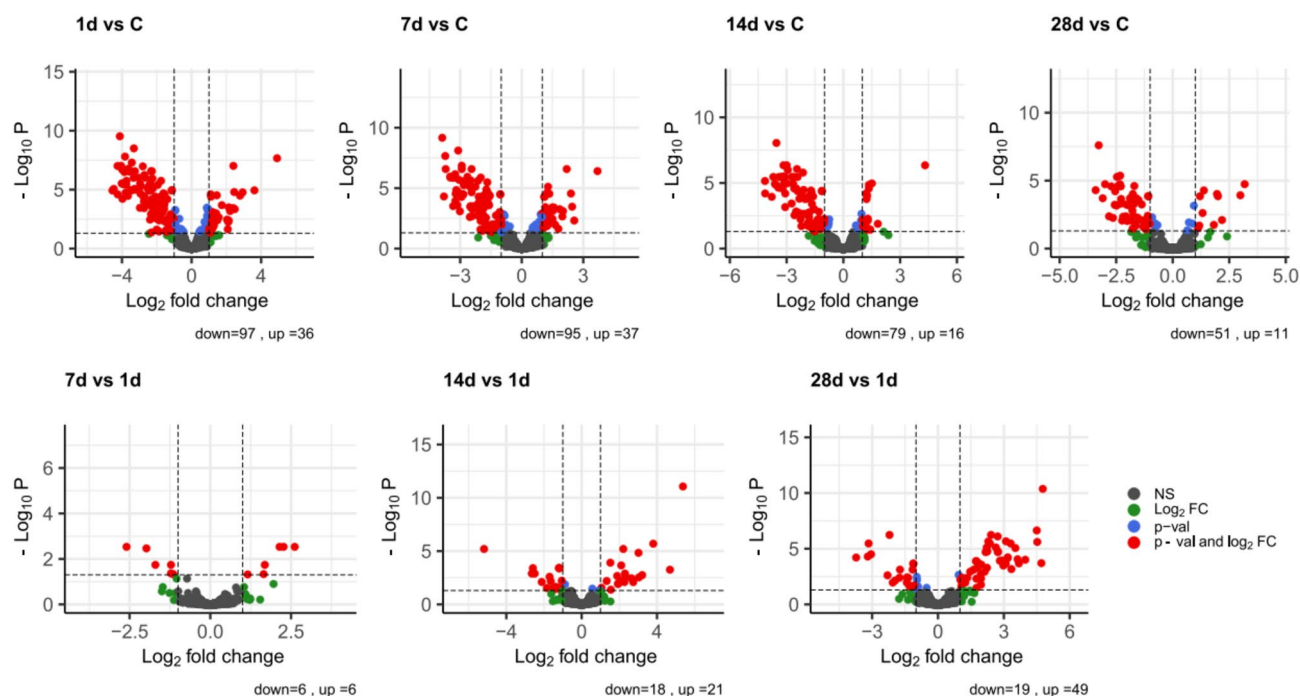 1d vs C
7d vs C
14d vs C
28d vs C
- Log10 P
15
10
5
0
−4
0
4
Log2 fold change
down=97 , up =36
- Log10 P
10
5
0
−3
0
3
Log2 fold change
down=95 , up =37
- Log10 P
10
5
0
−6
−3
0
3
6
Log2 fold change
down=79 , up =16
- Log10 P
10
5
0
−5.0
−2.5
0.0
2.5
5.0
Log2 fold change
down=51 , up =11
7d vs 1d
14d vs 1d
28d vs 1d
- Log10 P
6
4
2
0
−2.5
0.0
2.5
Log2 fold change
down=6 , up =6
- Log10 P
15
10
5
0
−4
0
4
Log2 fold change
down=18 , up =21
- Log10 P
15
10
5
0
−3
0
3
6
Log2 fold change
down=19 , up =49
NS
Log2 FC
p−val
p - val and log2 FC